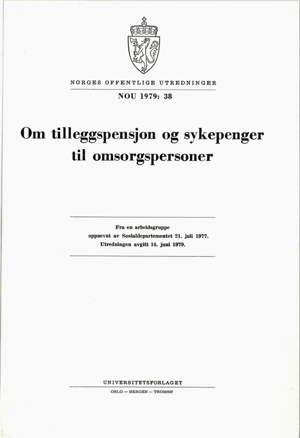 NORGES OFFENTLIGE UTREDNINGER
NOU 1979: 38
Om tilleggspensjon og sykepenger
til omsorgspersoner
Fra en arbeidsgruppe
oppnevnt av Sosialdepartementet 21. juli 1977.
Utredningen avgitt 14. juni 1979.
UNIVERSITETSFORLAGET
OSLO — BERGEN — TROMSØ